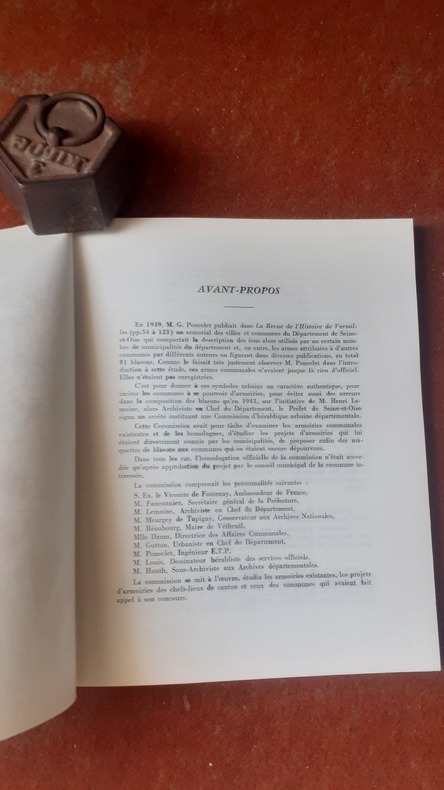 AVANT-PROPOS
En 1939, M. G. Poncelet publiait dans La Revue de l'Histoire de Versail-
les (pp.54 à 123) un armorial des villes et communes du Département de Seine-
et-Oise qui comportait la description des écus alors utilisés par un certain nom-
bre de municipalités du département et, en outre, les armes attribuées à d'autres
communes par différents auteurs ou figurant dans diverses publications, au total
81 blasons. Comme le faisait très justement observer M. Poncelet dans l'intro-
duction à cette étude, ces armes communales n'avaient jusque là rien d'officiel.
Elles n'étaient pas enregistrées.
C'est pour donner à ces symboles urbains un caractère authentique, pour
inciter les communes à se pourvoir d'armoiries, pour éviter aussi des erreurs
dans la composition des blasons qu'en 1942, sur l'initiative de M. Henri Le-
moine, alors Archiviste en Chef du Département, le Préfet de Seine-et-Oise
signa un arrêté instituant une Commission d'héraldique urbaine départementale.
Cette Commission avait pour tâche d'examiner les armoiries communales
existantes et de les homologuer, d'étudier les projets d'armoiries qui lui
étaient directement soumis par les municipalités, de proposer enfin des ma-
quettes de blasons aux communes qui en étaient encore dépourvues.
Dans tous les cas, l'homologation officielle de la commission n'était accor-
dée qu'après approbation du projet par le conseil municipal de la commune in-
téressée.
La commission comprenait les personnalités suivantes :
S. Ex. le Vicomte de Fontenay, Ambassadeur de France.
M. Fauconnier, Secrétaire général de la Préfecture,
M. Lemoine, Archiviste en Chef du Département,
M. Meurgey de Tupigny, Conservateur aux Archives Nationales,
M. Réaubourg, Maire de Vétheuil,
Mlle Daum, Directrice des Affaires Communales,
M. Gutton, Urbaniste en Chef du Département,
M. Poncelet, Ingénieur E.T.P.
M. Louis, Dessinateur héraldiste des services officiels,
M. Houth, Sous-Archiviste aux Archives départementales.
La commission se mit à l'œuvre, étudia les armoiries existantes, les projets
d'armoiries des chefs-lieux de cantons et ceux des communes qui avaient fait
appel à son concours.